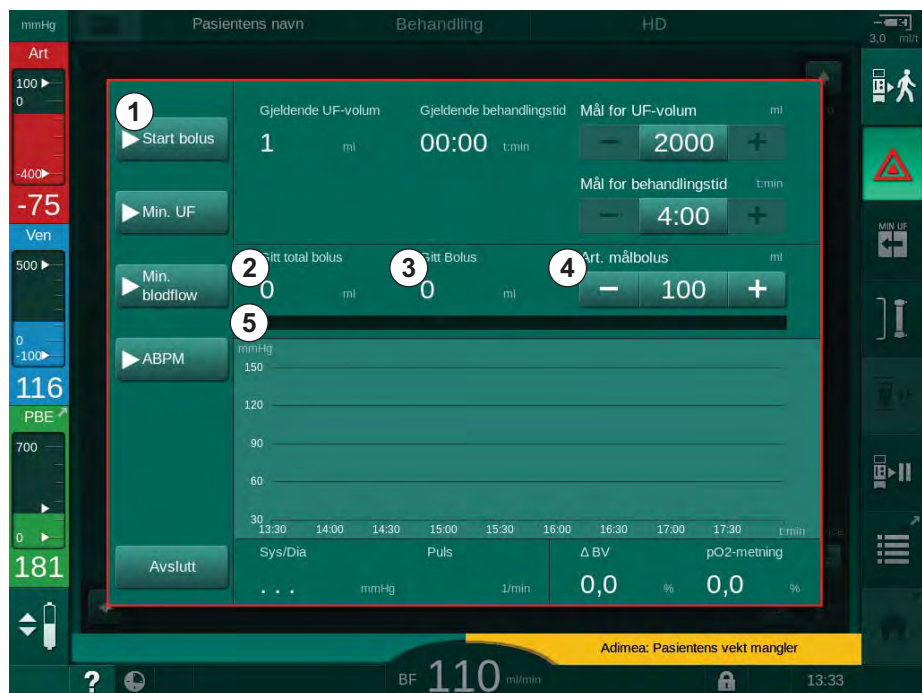 mmHg
Pasientens navn
Behandling
HD
3,0 ml/t
Art
100
0
-400
-75
Ven
500
0
-100
116
PBE
700
0
181
1
Start bolus
Min. UF
Min.
blodflow
ABPM
Avslutt
Gjeldende UF-volum
1 ml
Gjeldende behandlingstid
00:00 t:min
Mål for UF-volum ml
− 2000 +
Mål for behandlingstid t:min
− 4:00 +
2
Gitt total bolus
0 ml
3
Gitt Bolus
0 ml
4
Art. målbolus ml
− 100 +
5
mmHg
150
120
90
60
30
13:30 14:00 14:30 15:00 15:30 16:00 16:30 17:00 17:30 t:min
Sys/Dia
. . . mmHg
Puls
1/min
Δ BV
0,0 %
pO2-metning
0,0 %
MIN UF
Adimea: Pasientens vekt mangler
?
BF 110 ml/min
13:33